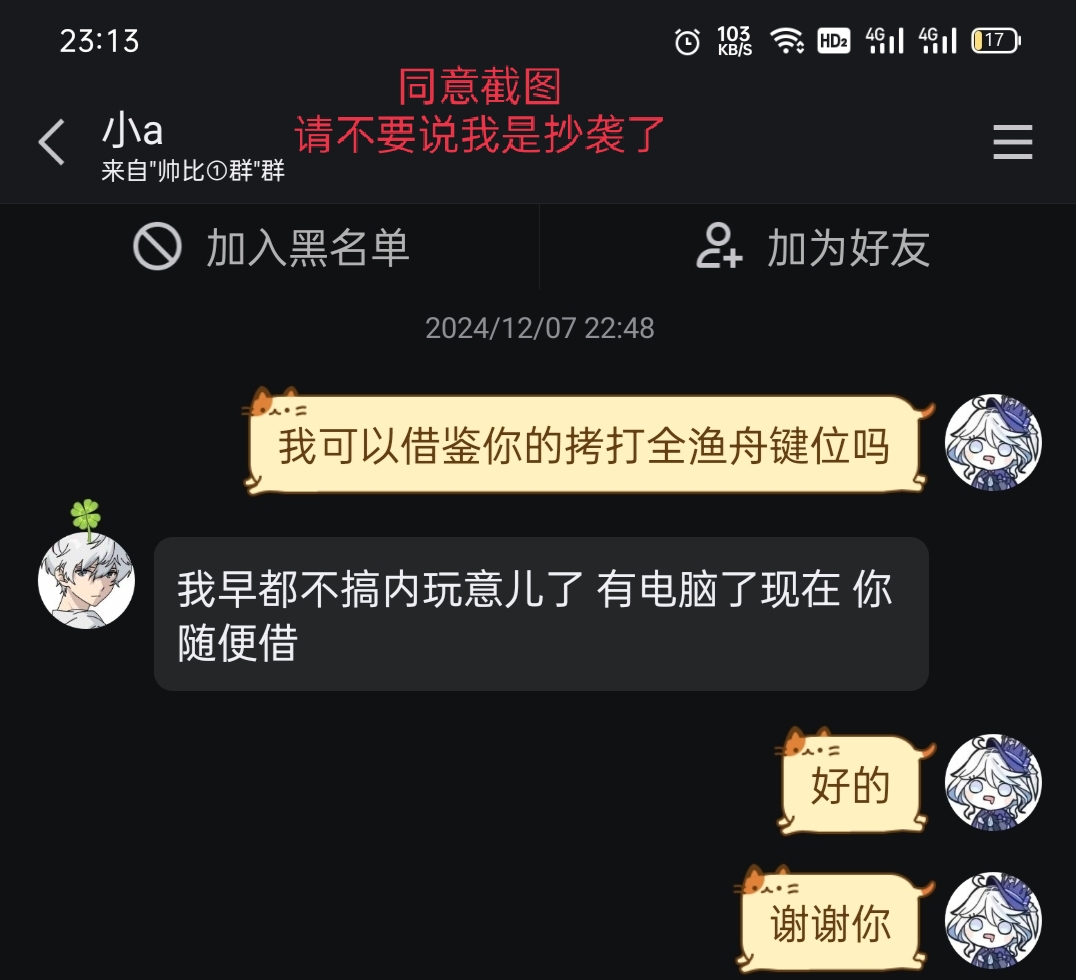 23:13
103 KB/S HD2 4G 4G 17
同意截图
请不要说我是抄袭了
小a
来自"帅比①群"群
加入黑名单
加为好友
2024/12/07 22:48
我可以借鉴你的拷打全渔舟键位吗
我早都不搞内玩意儿了 有电脑了现在 你
随便借
好的
谢谢你